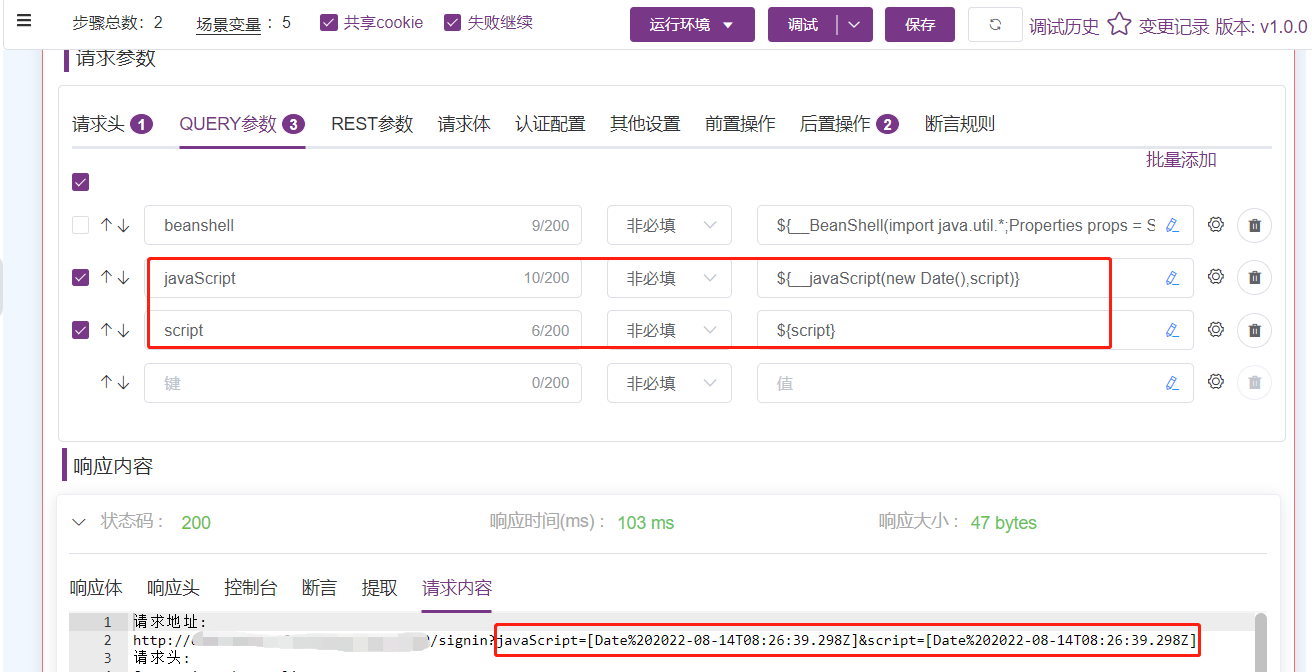 步骤总数: 2 场景变量 : 5 共享cookie 失败继续 运行环境 调试 保存 调试历史 变更记录 版本: v1.0.0
请求参数
请求头 1 QUERY参数 3 REST参数 请求体 认证配置 其他设置 前置操作 后置操作 2 断言规则
批量添加
beanshell 9/200 非必填 ${__BeanShell(import java.util.*;Properties props = S
javaScript 10/200 非必填 ${__javaScript(new Date(),script)}
script 6/200 非必填 ${script}
键 0/200 非必填 值
响应内容
状态码 : 200 响应时间(ms) : 103 ms 响应大小 : 47 bytes
响应体 响应头 控制台 断言 提取 请求内容
1 请求地址:
2 http:// /signin?javaScript=[Date%202022-08-14T08:26:39.298Z]&script=[Date%202022-08-14T08:26:39.298Z]
3 请求头: